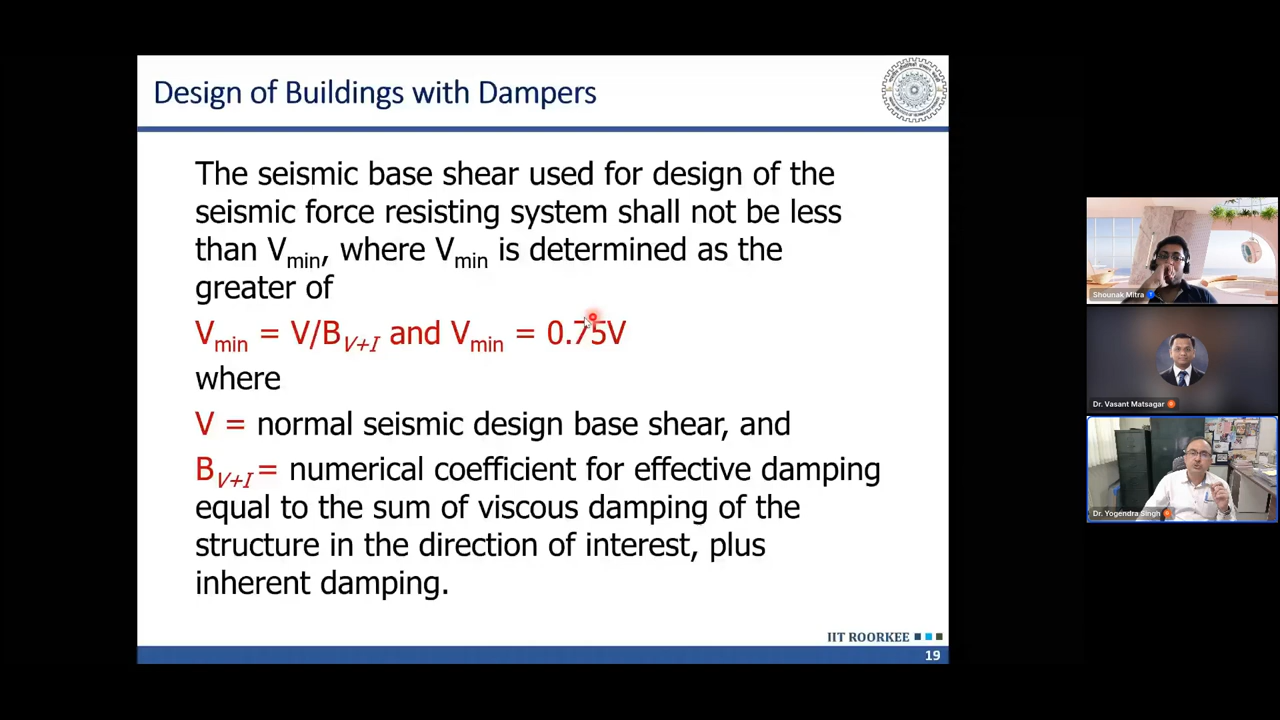 Design of Buildings with Dampers
The seismic base shear used for design of the
seismic force resisting system shall not be less
than Vmin, where Vmin is determined as the
greater of
Vmin = V/BV+I and Vmin = 0.75V
where
V = normal seismic design base shear, and
BV+I = numerical coefficient for effective damping
equal to the sum of viscous damping of the
structure in the direction of interest, plus
inherent damping.
IIT ROORKEE
19
Shounak Mitra
Dr. Vasant Matsagar
Dr. Yogendra Singh